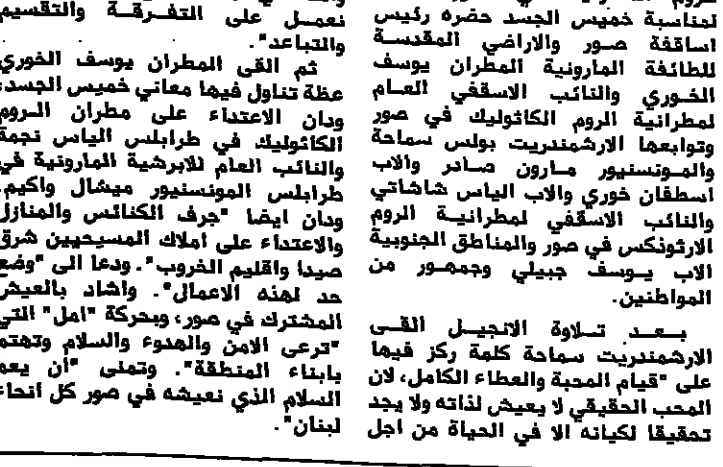 لمناسبة خميس الجسد حضره رئيس
اساقفة صور والاراضي المقدسة
للطائفة المارونية المطران يوسف
الخوري والنائب الاسقفي العام
لمطرانية الروم الكاثوليك في صور
وتوابعها الارشمندريت بولس سماحة
والمونسنيور مارون صادر والاب
اسطفان خوري والاب الياس شاشاتي
والنائب الاسقفي لمطرانية الروم
الارثوذكس في صور والمناطق الجنوبية
الاب يوسف جبيلي وجمهور من
المواطنين.
بعد تلاوة الانجيل القى
الارشمندريت سماحة كلمة ركز فيها
على "قيام المحبة والعطاء الكامل، لان
المحب الحقيقي لا يعيش لذاته ولا يجد
تحقيقا لكيانه الا في الحياة من اجل
نعمل على التفرقة والتقسيم
والتباعد".
ثم القى المطران يوسف الخوري
عظة تناول فيها معاني خميس الجسد،
ودان الاعتداء على مطران الروم
الكاثوليك في طرابلس الياس نجمة
والنائب العام للابرشية المارونية في
طرابلس المونسنيور ميشال واكيم.
ودان ايضا "جرف الكنائس والمنازل
والاعتداء على املاك المسيحيين شرق
صيدا واقليم الخروب". ودعا الى "وضع
حد لهذه الاعمال". واشاد بالعيش
المشترك في صور، وبحركة "امل" التي
"ترعى الامن والهدوء والسلام وتهتم
بابناء المنطقة". وتمنى "أن يعم
السلام الذي نعيشه في صور كل أنحاء
لبنان".